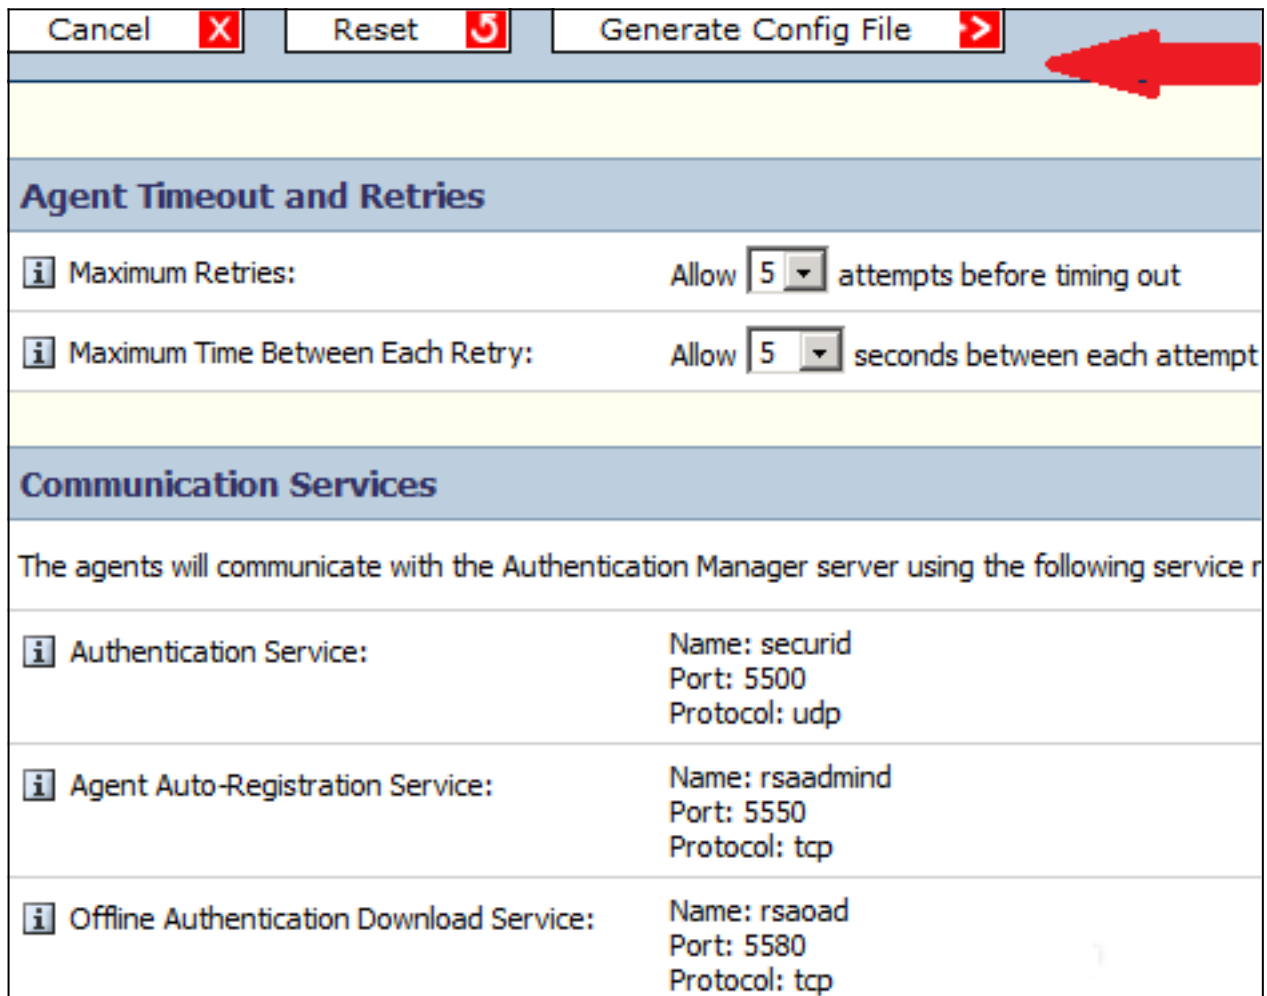 Cancel X Reset Generate Config File
Agent Timeout and Retries
i Maximum Retries: Allow 5 attempts before timing out
i Maximum Time Between Each Retry: Allow 5 seconds between each attempt
Communication Services
The agents will communicate with the Authentication Manager server using the following service
i Authentication Service: Name: securid
Port: 5500
Protocol: udp
i Agent Auto-Registration Service: Name: rsaadmind
Port: 5550
Protocol: tcp
i Offline Authentication Download Service: Name: rsaoad
Port: 5580
Protocol: tcp